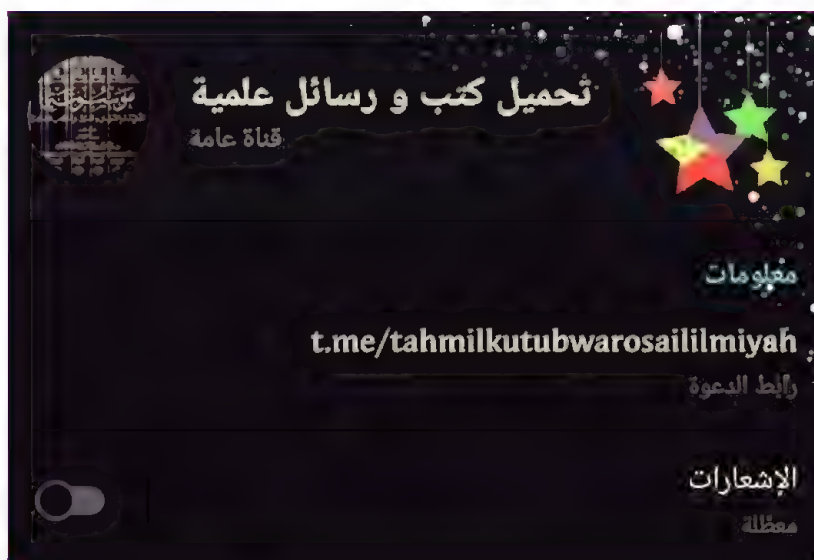 تحميل كتب و رسائل علمية
قناة عامة
معلومات
t.me/tahmilkutubwarosaililmiyah
رابط الدعوة
الإشعارات
معطلة